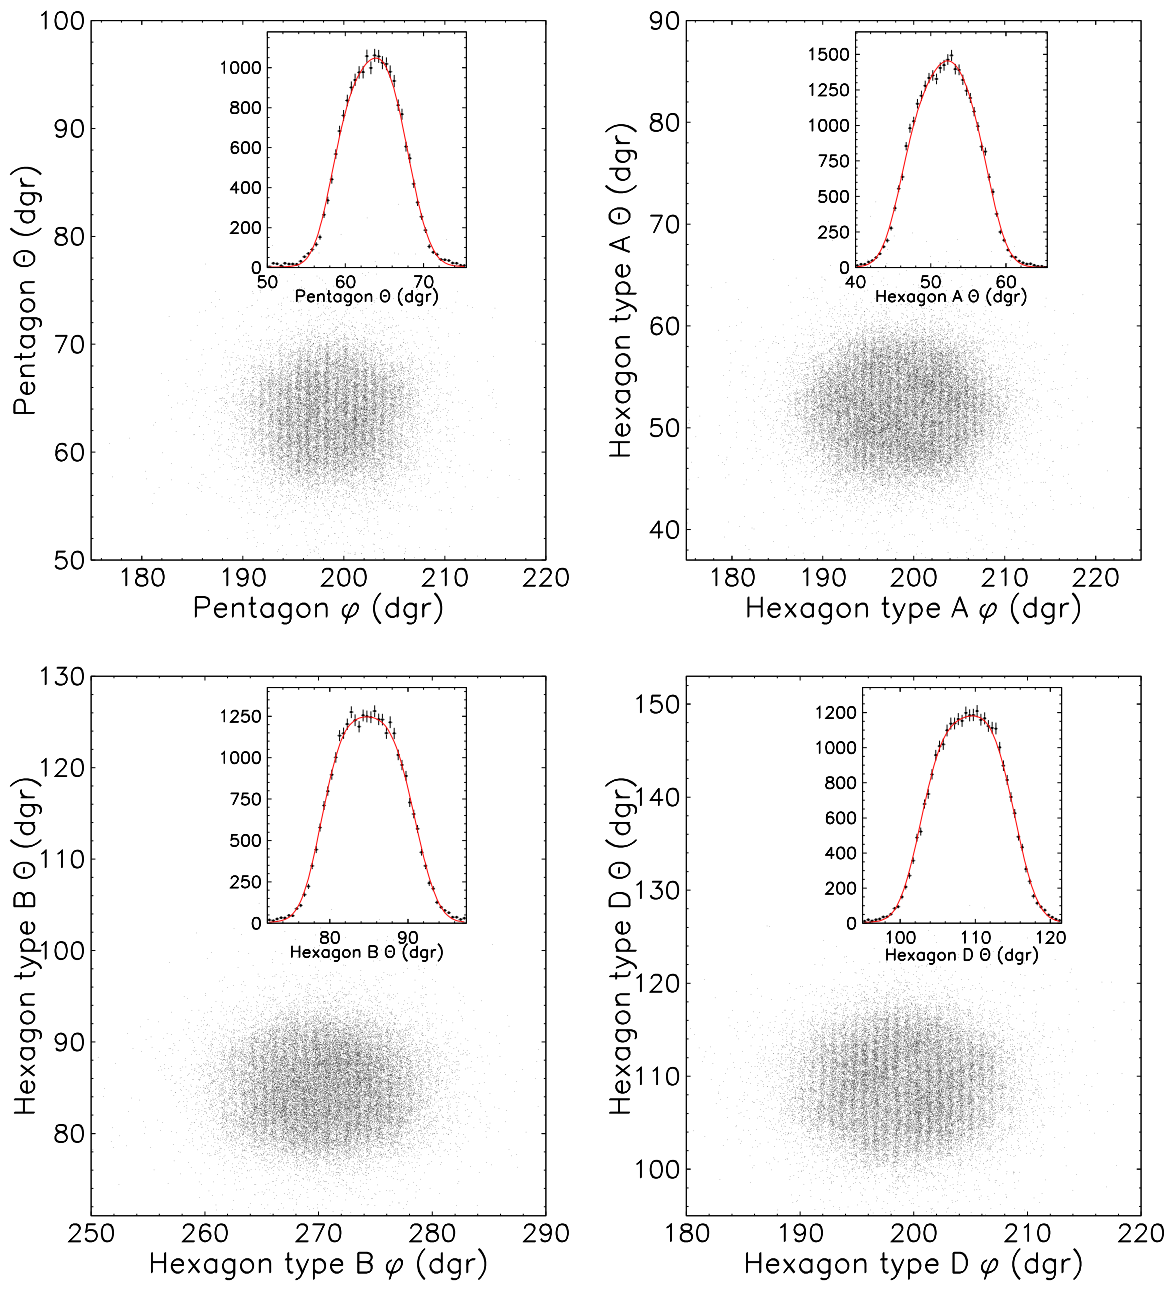 100
90
80
70
60
50
180 190 200 210 220
Pentagon Θ (dgr)
Pentagon φ (dgr)
1000
800
600
400
200
0
50 60 70
Pentagon Θ (dgr)
90
80
70
60
50
40
180 190 200 210 220
Hexagon type A Θ (dgr)
Hexagon type A φ (dgr)
1500
1250
1000
750
500
250
0
40 50 60
Hexagon A Θ (dgr)
130
120
110
100
90
80
250 260 270 280 290
Hexagon type B Θ (dgr)
Hexagon type B φ (dgr)
1250
1000
750
500
250
0
80 90
Hexagon B Θ (dgr)
150
140
130
120
110
100
180 190 200 210 220
Hexagon type D Θ (dgr)
Hexagon type D φ (dgr)
1200
1000
800
600
400
200
0
100 110 120
Hexagon D Θ (dgr)